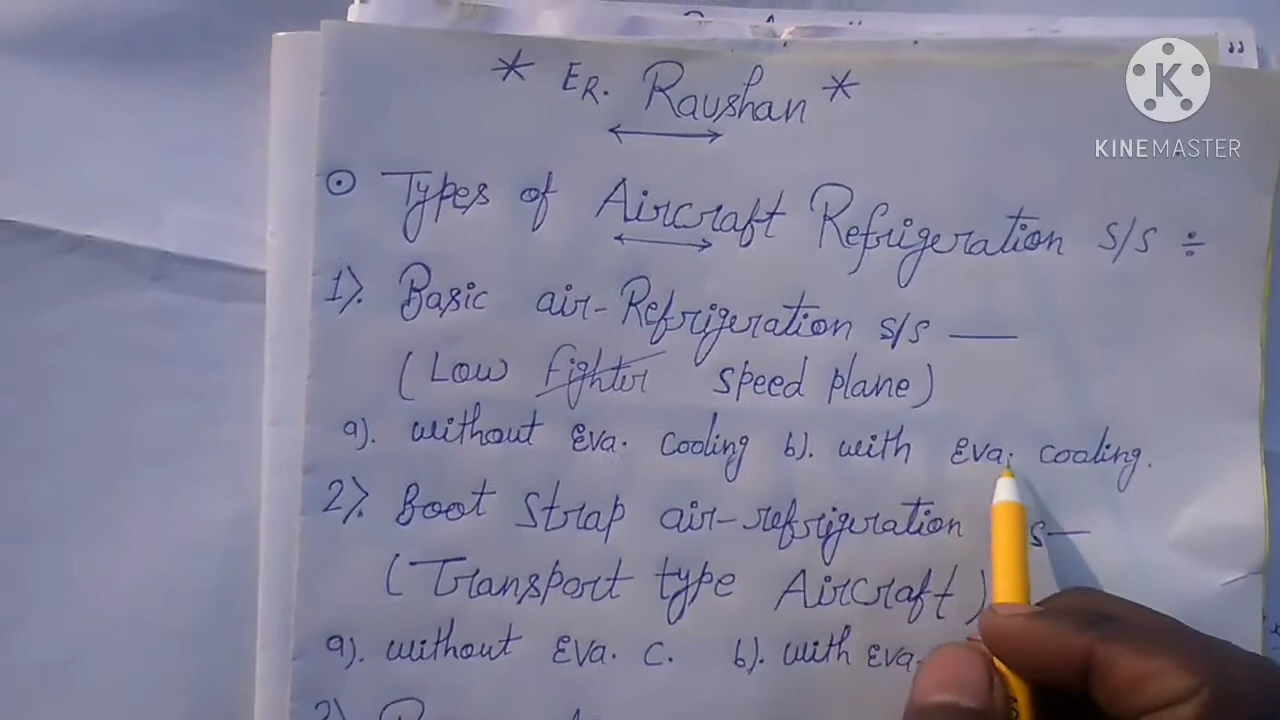 * ER. Raushan *
K
KINEMASTER
⊙ Types of Aircraft Refrigeration s/s ÷
1). Basic air-Refrigeration s/s —
(Low fighter speed plane)
a). without Eva. cooling b). with Eva. cooling.
2). Boot strap air-refrigeration s —
(Transport type Aircraft)
a). without Eva. C. b). with Eva.
3).